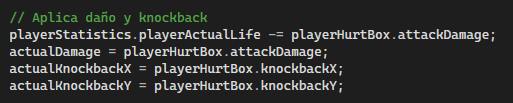 // Aplica daño y knockback
playerStatistics.playerActualLife -= playerHurtBox.attackDamage;
actualDamage = playerHurtBox.attackDamage;
actualKnockbackX = playerHurtBox.knockbackX;
actualKnockbackY = playerHurtBox.knockbackY;